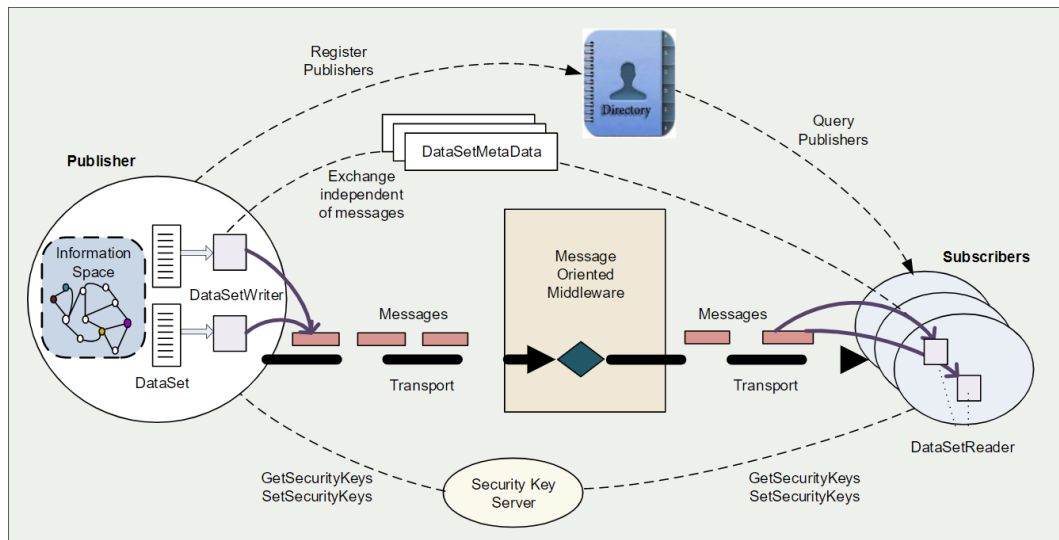 Register
Publishers
Directory
Query
Publishers
DataSetMetaData
Publisher
Exchange
independent
of messages
Information
Space
DataSetWriter
DataSet
Messages
Transport
Message
Oriented
Middleware
Messages
Transport
Subscribers
DataSetReader
GetSecurityKeys
SetSecurityKeys
Security Key
Server
GetSecurityKeys
SetSecurityKeys